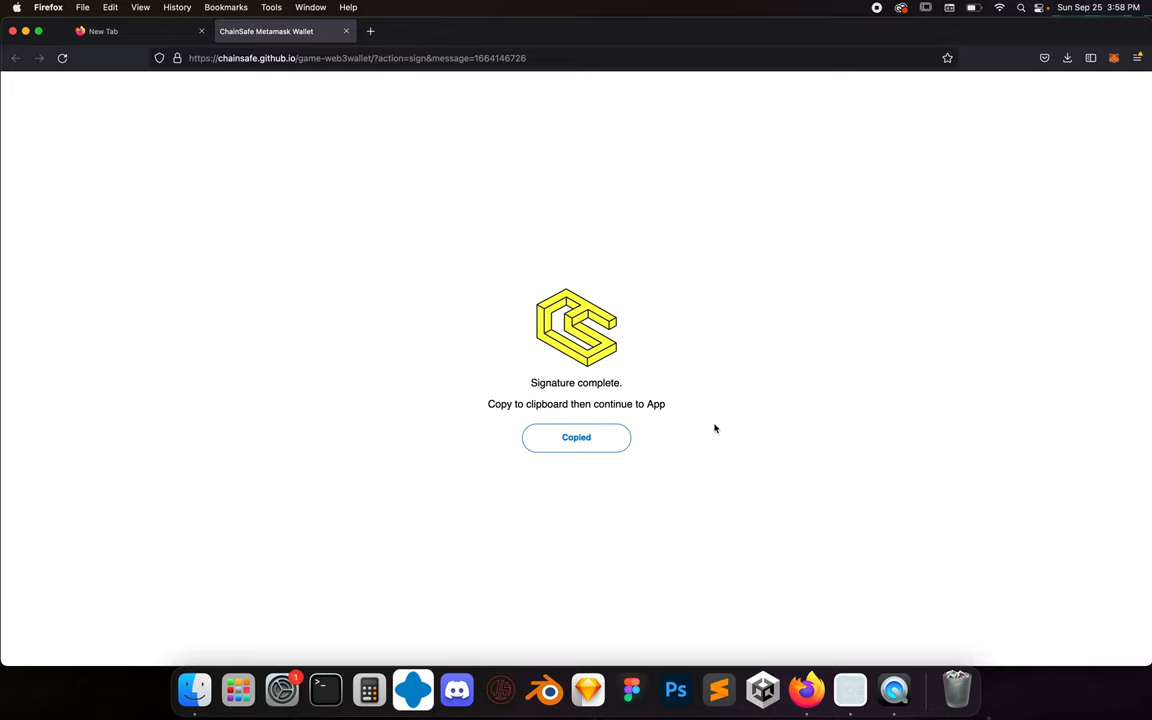 Firefox File Edit View History Bookmarks Tools Window Help Sun Sep 25 3:58 PM
New Tab ChainSafe Metamask Wallet
https://chainsafe.github.io/game-web3wallet/?action=sign&message=1664146726
Signature complete.
Copy to clipboard then continue to App
Copied
1
>_
Ps